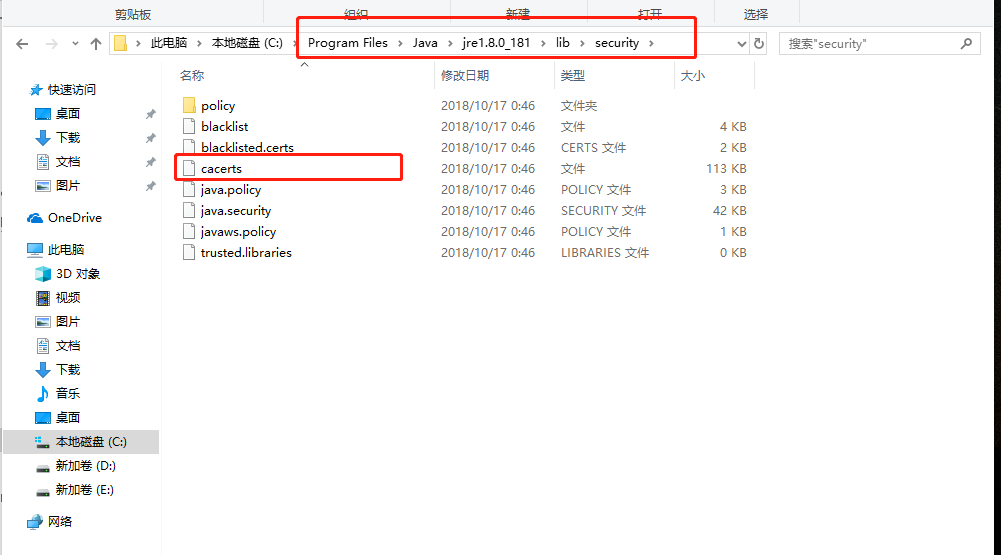 剪贴板 组织 新建 打开 选择
此电脑 本地磁盘 (C:) Program Files Java jre1.8.0_181 lib security 搜索"security"
名称 修改日期 类型 大小
快速访问
桌面
下载
文档
图片
OneDrive
此电脑
3D 对象
视频
图片
文档
下载
音乐
桌面
本地磁盘 (C:)
新加卷 (D:)
新加卷 (E:)
网络
policy 2018/10/17 0:46 文件夹
blacklist 2018/10/17 0:46 文件 4 KB
blacklisted.certs 2018/10/17 0:46 CERTS 文件 2 KB
cacerts 2018/10/17 0:46 文件 113 KB
java.policy 2018/10/17 0:46 POLICY 文件 3 KB
java.security 2018/10/17 0:46 SECURITY 文件 42 KB
javaws.policy 2018/10/17 0:46 POLICY 文件 1 KB
trusted.libraries 2018/10/17 0:46 LIBRARIES 文件 0 KB